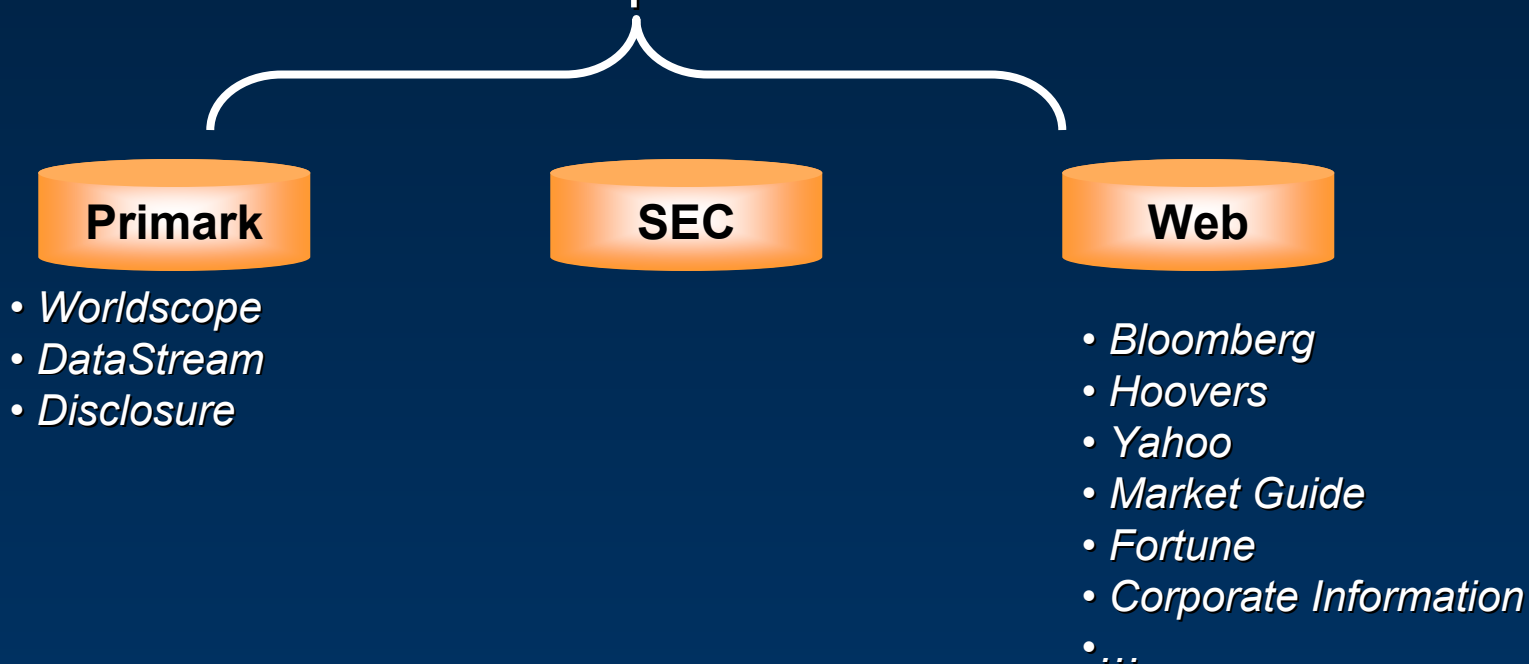 Primark
SEC
Web
• Worldscope
• DataStream
• Disclosure
• Bloomberg
• Hoovers
• Yahoo
• Market Guide
• Fortune
• Corporate Information
•...